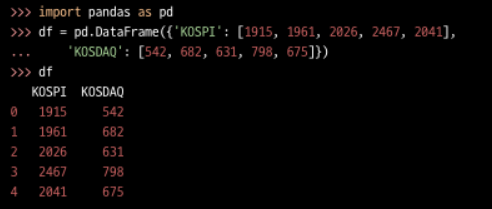 >>> import pandas as pd
>>> df = pd.DataFrame({'KOSPI': [1915, 1961, 2026, 2467, 2041],
...      'KOSDAQ': [542, 682, 631, 798, 675]})
>>> df
   KOSPI  KOSDAQ
0   1915     542
1   1961     682
2   2026     631
3   2467     798
4   2041     675